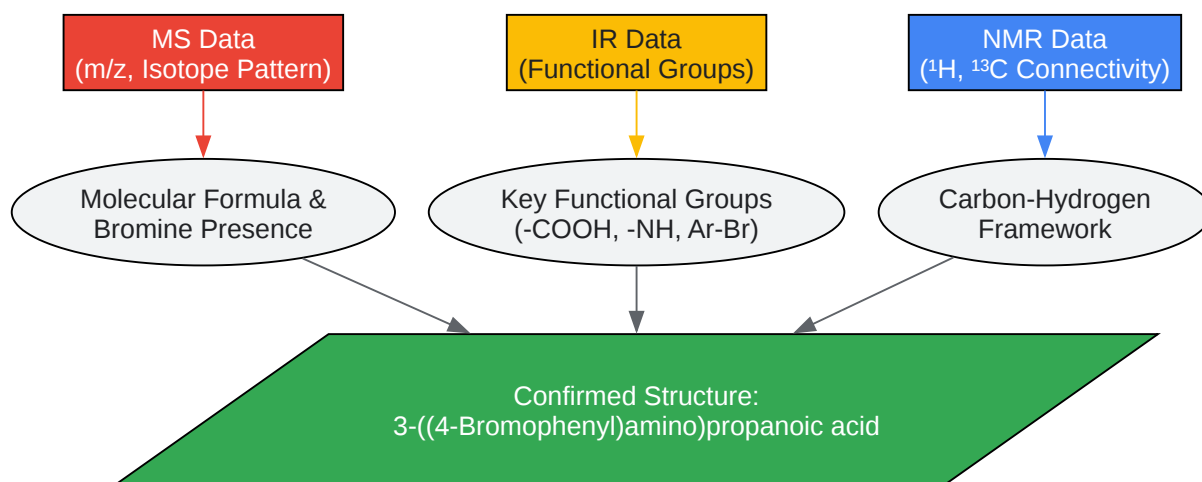 MS Data
(m/z, Isotope Pattern)
IR Data
(Functional Groups)
NMR Data
(¹H, ¹³C Connectivity)
Molecular Formula &
Bromine Presence
Key Functional Groups
(-COOH, -NH, Ar-Br)
Carbon-Hydrogen
Framework
Confirmed Structure:
3-((4-Bromophenyl)amino)propanoic acid